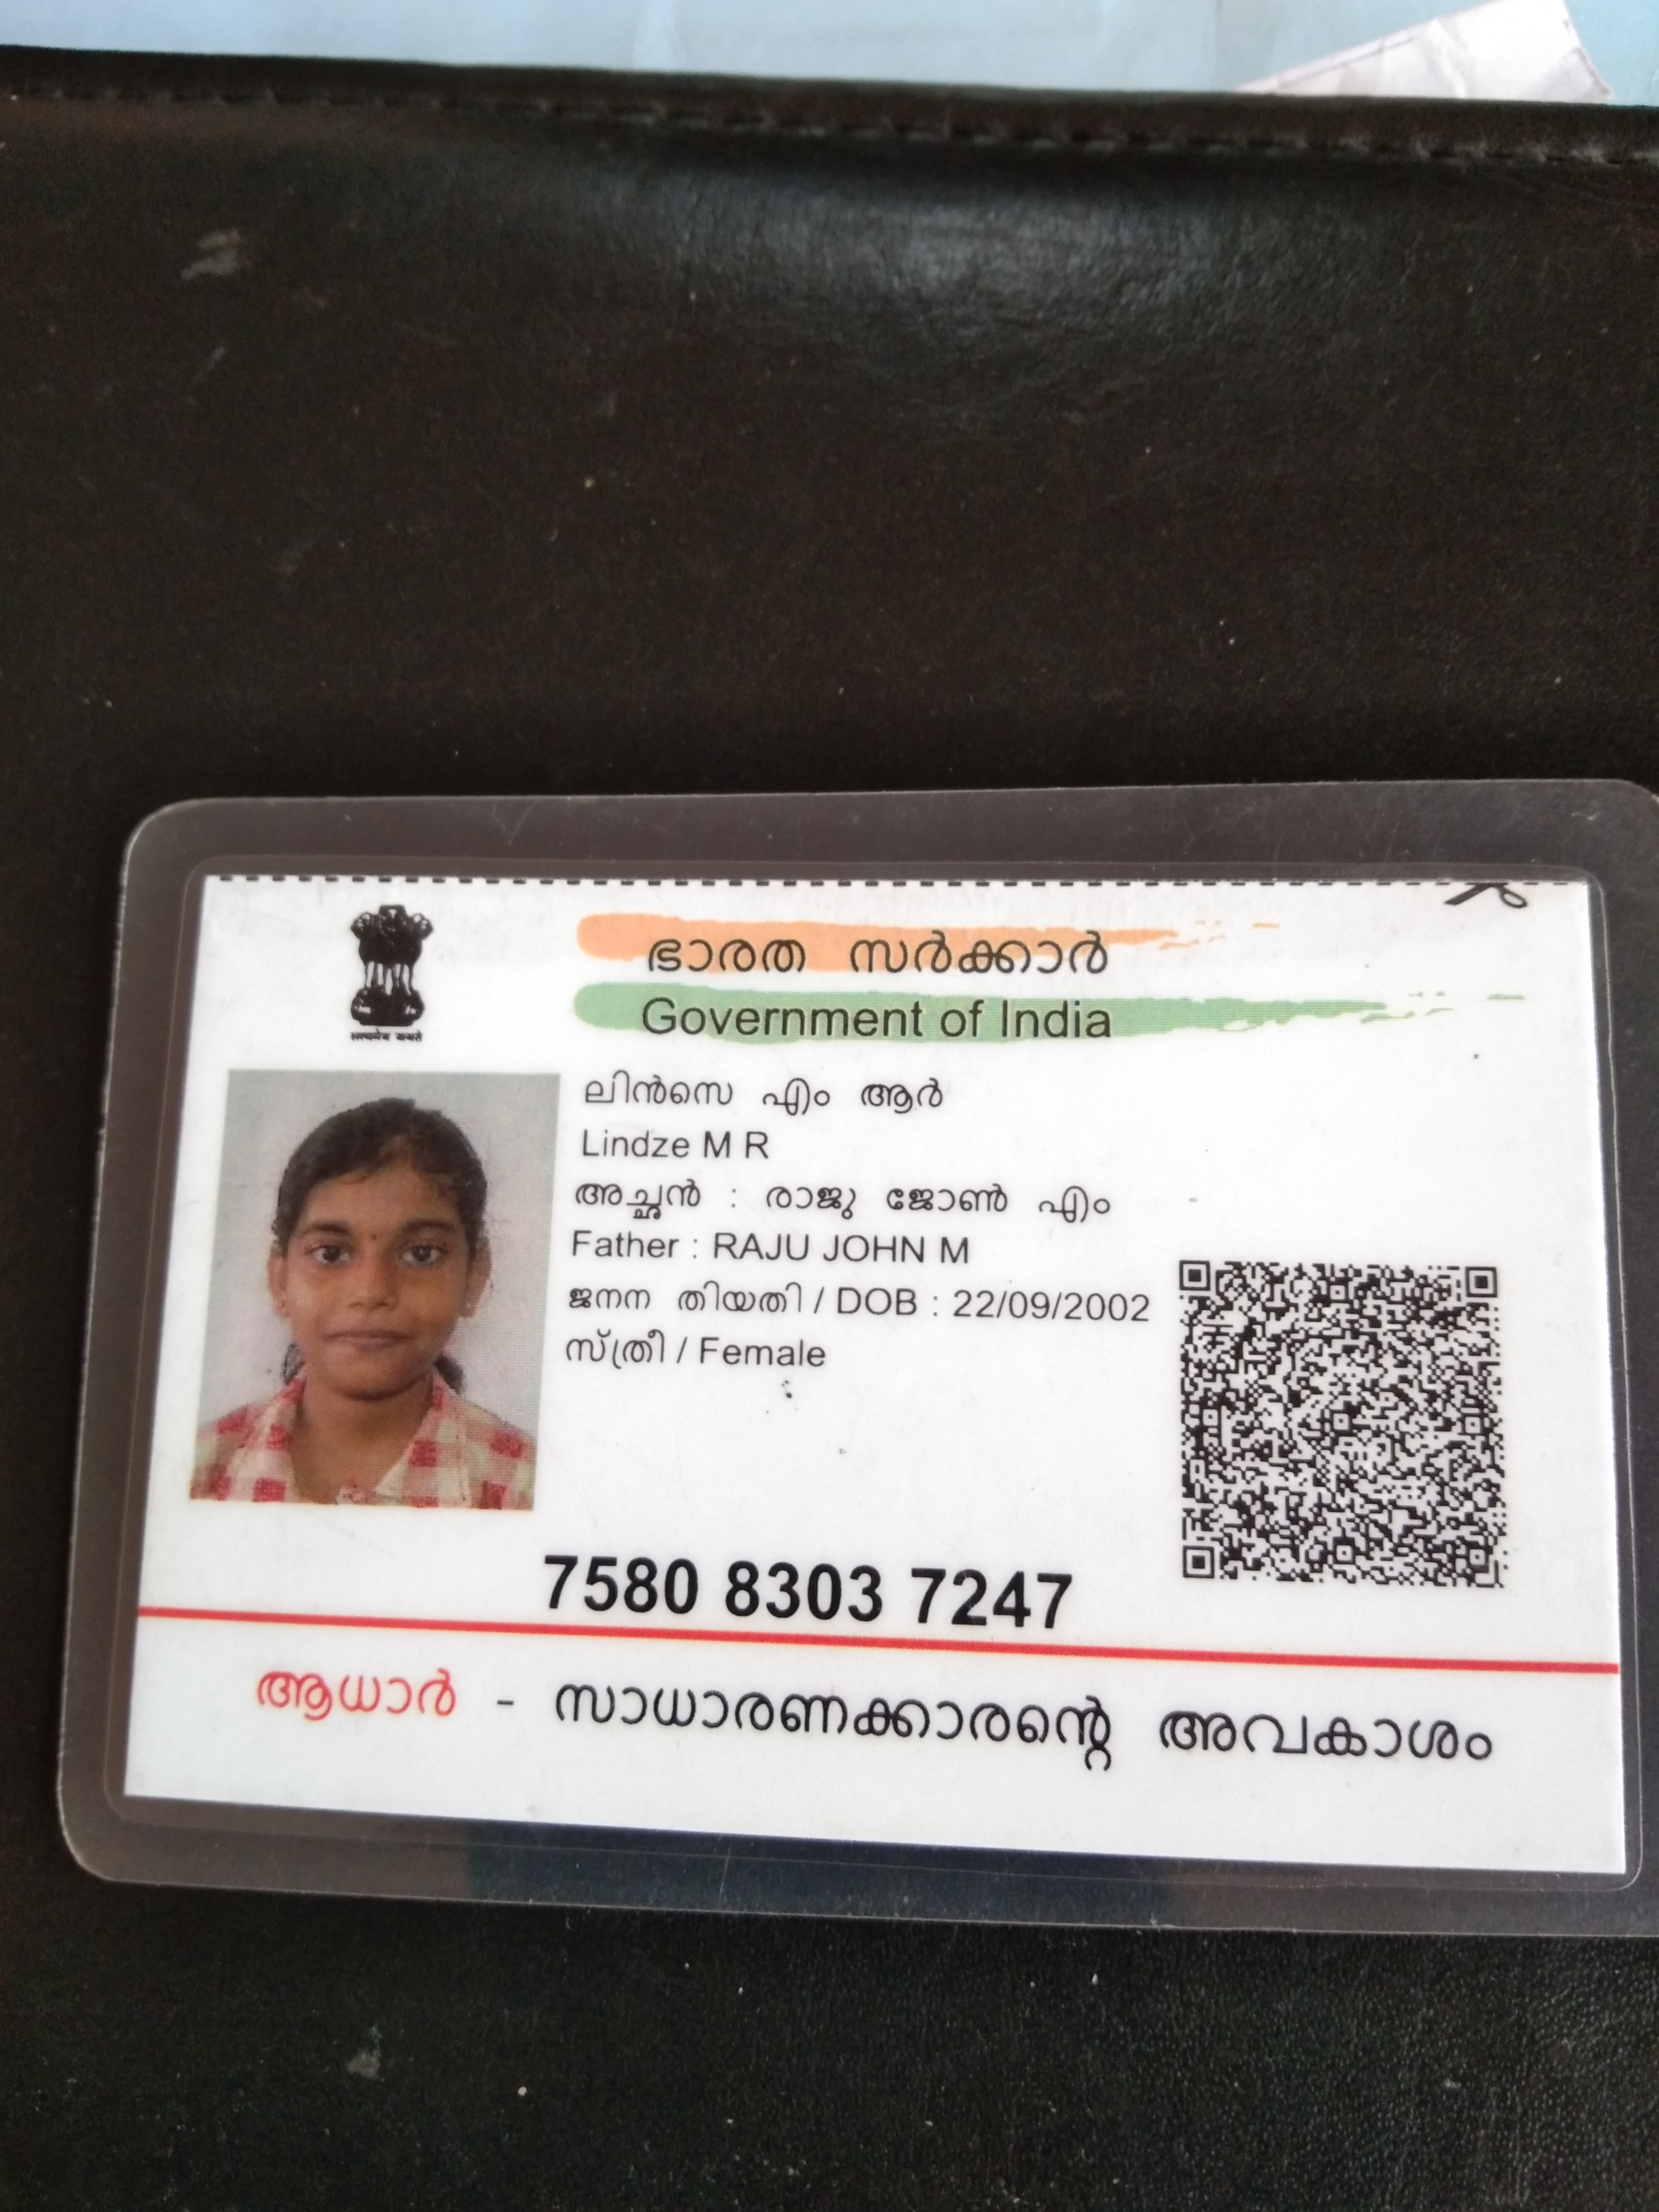 ഭാരത സർക്കാർ
Government of India
सत्यमेव जयते
ലിൻസെ എം ആർ
Lindze M R
അച്ഛൻ : രാജു ജോൺ എം
Father : RAJU JOHN M
ജനന തിയതി / DOB : 22/09/2002
സ്ത്രീ / Female
7580 8303 7247
ആധാർ - സാധാരണക്കാരന്റെ അവകാശം